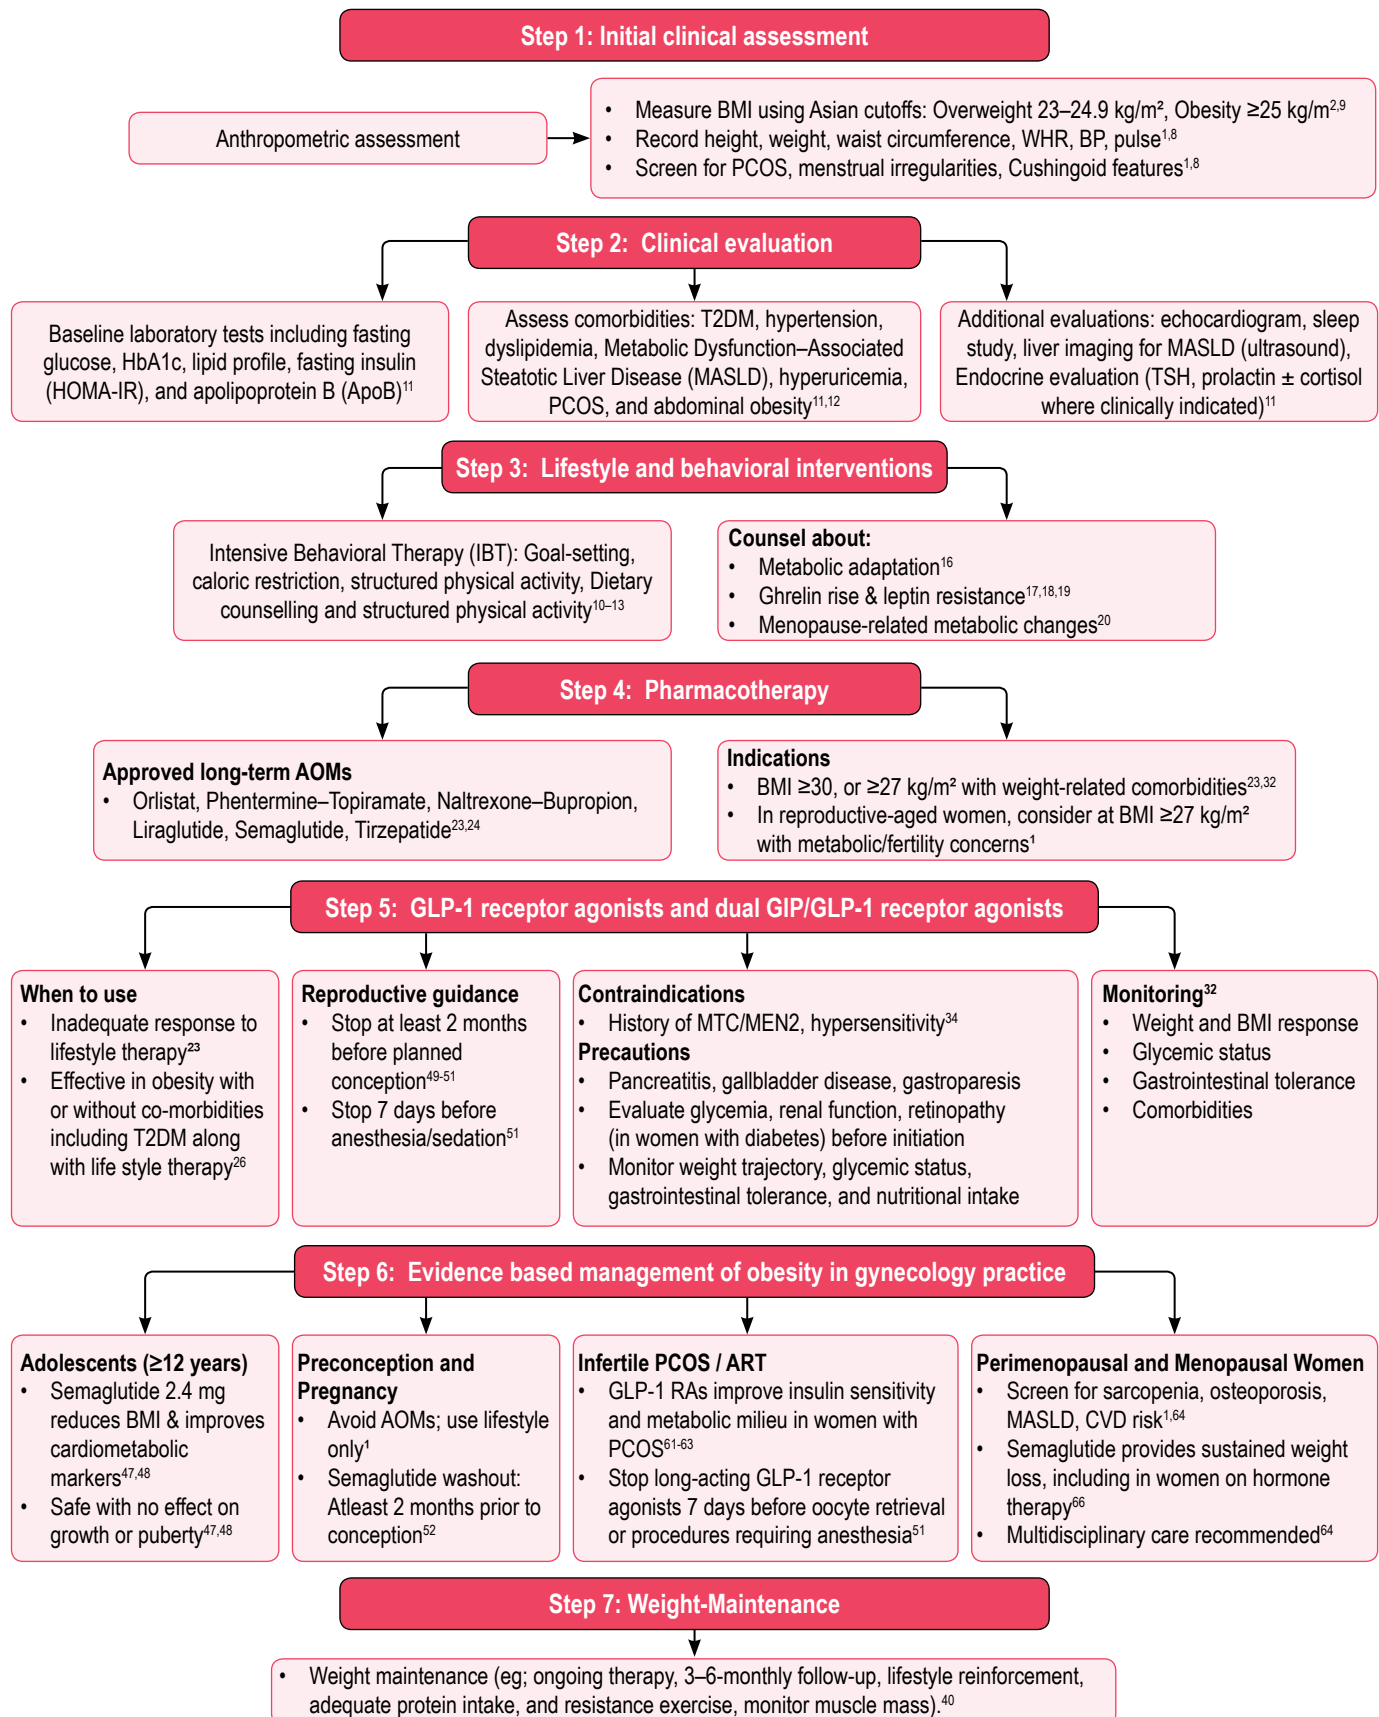 Step 1: Initial clinical assessment
Anthropometric assessment
• Measure BMI using Asian cutoffs: Overweight 23–24.9 kg/m², Obesity ≥25 kg/m²,⁹
• Record height, weight, waist circumference, WHR, BP, pulse¹,⁸
• Screen for PCOS, menstrual irregularities, Cushingoid features¹,⁸
Step 2: Clinical evaluation
Baseline laboratory tests including fasting
glucose, HbA1c, lipid profile, fasting insulin
(HOMA-IR), and apolipoprotein B (ApoB)¹¹
Assess comorbidities: T2DM, hypertension,
dyslipidemia, Metabolic Dysfunction–Associated
Steatotic Liver Disease (MASLD), hyperuricemia,
PCOS, and abdominal obesity¹¹,¹²
Additional evaluations: echocardiogram, sleep
study, liver imaging for MASLD (ultrasound),
Endocrine evaluation (TSH, prolactin ± cortisol
where clinically indicated)¹¹
Step 3: Lifestyle and behavioral interventions
Intensive Behavioral Therapy (IBT): Goal-setting,
caloric restriction, structured physical activity, Dietary
counselling and structured physical activity¹⁰–¹³
Counsel about:
• Metabolic adaptation¹⁶
• Ghrelin rise & leptin resistance¹⁷,¹⁸,¹⁹
• Menopause-related metabolic changes²⁰
Step 4: Pharmacotherapy
Approved long-term AOMs
• Orlistat, Phentermine–Topiramate, Naltrexone–Bupropion,
Liraglutide, Semaglutide, Tirzepatide²³,²⁴
Indications
• BMI ≥30, or ≥27 kg/m² with weight-related comorbidities²³,³²
• In reproductive-aged women, consider at BMI ≥27 kg/m²
with metabolic/fertility concerns¹
Step 5: GLP-1 receptor agonists and dual GIP/GLP-1 receptor agonists
When to use
• Inadequate response to
lifestyle therapy²³
• Effective in obesity with
or without co-morbidities
including T2DM along
with life style therapy²⁶
Reproductive guidance
• Stop at least 2 months
before planned
conception⁴⁹-⁵¹
• Stop 7 days before
anesthesia/sedation⁵¹
Contraindications
• History of MTC/MEN2, hypersensitivity³⁴
Precautions
• Pancreatitis, gallbladder disease, gastroparesis
• Evaluate glycemia, renal function, retinopathy
(in women with diabetes) before initiation
• Monitor weight trajectory, glycemic status,
gastrointestinal tolerance, and nutritional intake
Monitoring³²
• Weight and BMI response
• Glycemic status
• Gastrointestinal tolerance
• Comorbidities
Step 6: Evidence based management of obesity in gynecology practice
Adolescents (≥12 years)
• Semaglutide 2.4 mg
reduces BMI & improves
cardiometabolic
markers⁴⁷,⁴⁸
• Safe with no effect on
growth or puberty⁴⁷,⁴⁸
Preconception and
Pregnancy
• Avoid AOMs; use lifestyle
only¹
• Semaglutide washout:
Atleast 2 months prior to
conception⁵²
Infertile PCOS / ART
• GLP-1 RAs improve insulin sensitivity
and metabolic milieu in women with
PCOS⁶¹-⁶³
• Stop long-acting GLP-1 receptor
agonists 7 days before oocyte retrieval
or procedures requiring anesthesia⁵¹
Perimenopausal and Menopausal Women
• Screen for sarcopenia, osteoporosis,
MASLD, CVD risk¹,⁶⁴
• Semaglutide provides sustained weight
loss, including in women on hormone
therapy⁶⁶
• Multidisciplinary care recommended⁶⁴
Step 7: Weight-Maintenance
• Weight maintenance (eg; ongoing therapy, 3–6-monthly follow-up, lifestyle reinforcement,
adequate protein intake, and resistance exercise, monitor muscle mass).⁴⁰